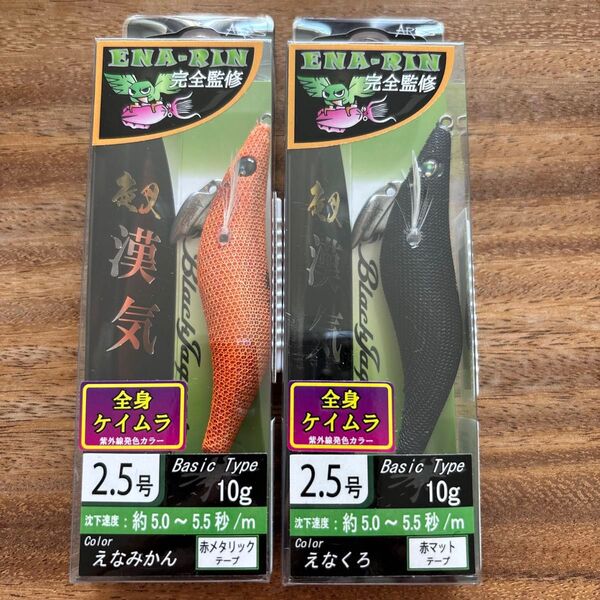 ENA-RIN
完全監修
漢
気
BlackJag
全身
ケイムラ
紫外線発色カラー
2.5号
Basic Type
10g
沈下速度:約5.0～5.5秒/m
Color
えなみかん
赤メタリック
テープ
ENA-RIN
完全監修
漢
気
BlackJag
全身
ケイムラ
紫外線発色カラー
2.5号
Basic Type
10g
沈下速度:約5.0～5.5秒/m
Color
えなくろ
赤マット
テープ